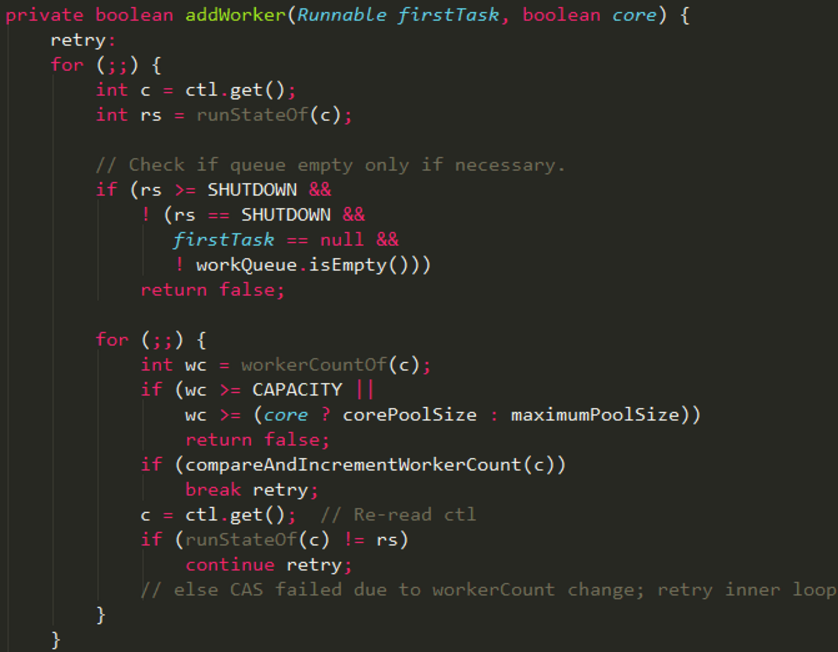 private boolean addWorker(Runnable firstTask, boolean core) {
    retry:
    for (;;) {
        int c = ctl.get();
        int rs = runStateOf(c);

        // Check if queue empty only if necessary.
        if (rs >= SHUTDOWN &&
            ! (rs == SHUTDOWN &&
               firstTask == null &&
               ! workQueue.isEmpty()))
            return false;

        for (;;) {
            int wc = workerCountOf(c);
            if (wc >= CAPACITY ||
                wc >= (core ? corePoolSize : maximumPoolSize))
                return false;
            if (compareAndIncrementWorkerCount(c))
                break retry;
            c = ctl.get();  // Re-read ctl
            if (runStateOf(c) != rs)
                continue retry;
            // else CAS failed due to workerCount change; retry inner loop
        }
    }